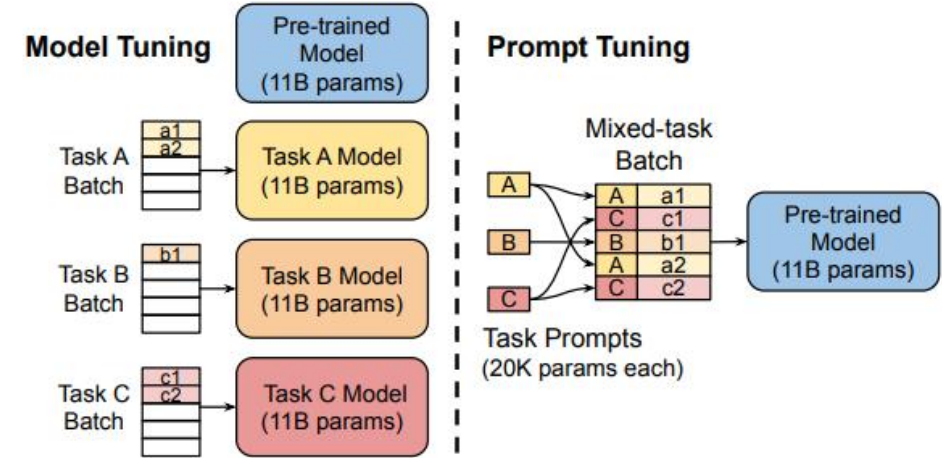 Model Tuning
Pre-trained
Model
(11B params)
Task A
Batch
a1
a2
Task A Model
(11B params)
Task B
Batch
b1
Task B Model
(11B params)
Task C
Batch
c1
c2
Task C Model
(11B params)
Prompt Tuning
Mixed-task
Batch
A
B
C
A a1
C c1
B b1
A a2
C c2
Pre-trained
Model
(11B params)
Task Prompts
(20K params each)